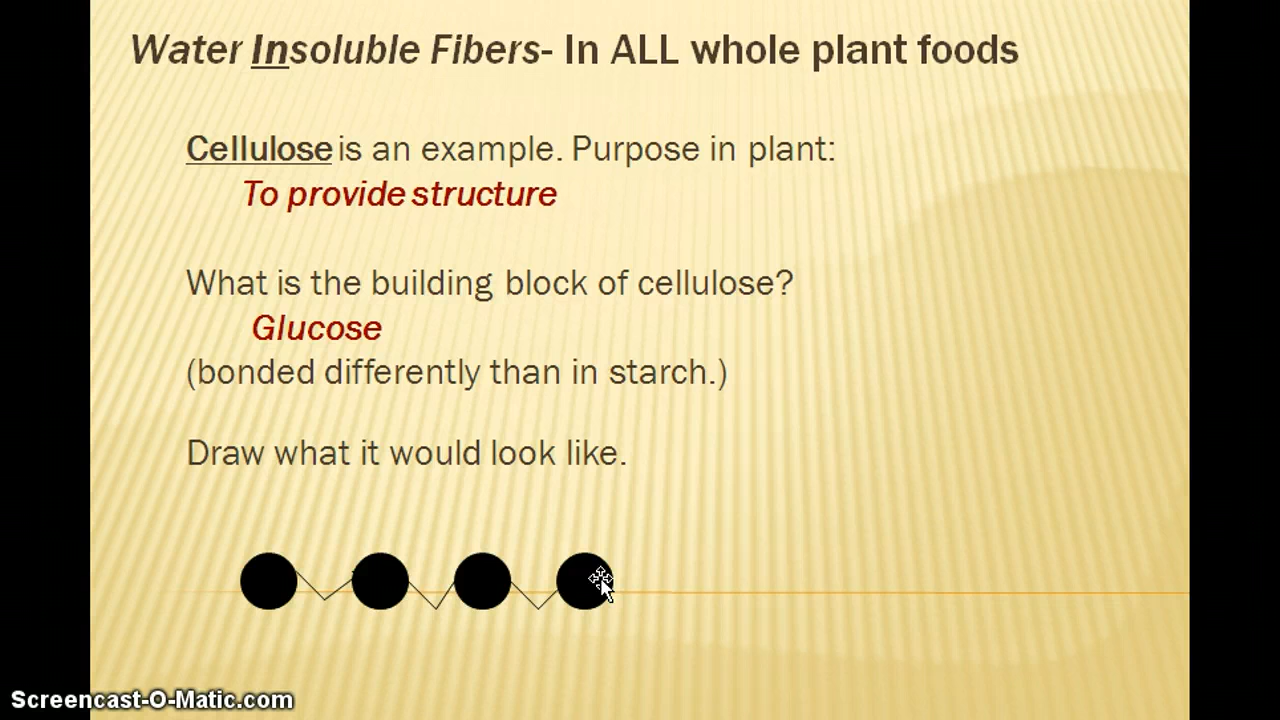 Water Insoluble Fibers- In ALL whole plant foods
Cellulose is an example. Purpose in plant:
To provide structure
What is the building block of cellulose?
Glucose
(bonded differently than in starch.)
Draw what it would look like.
Screencast-O-Matic.com